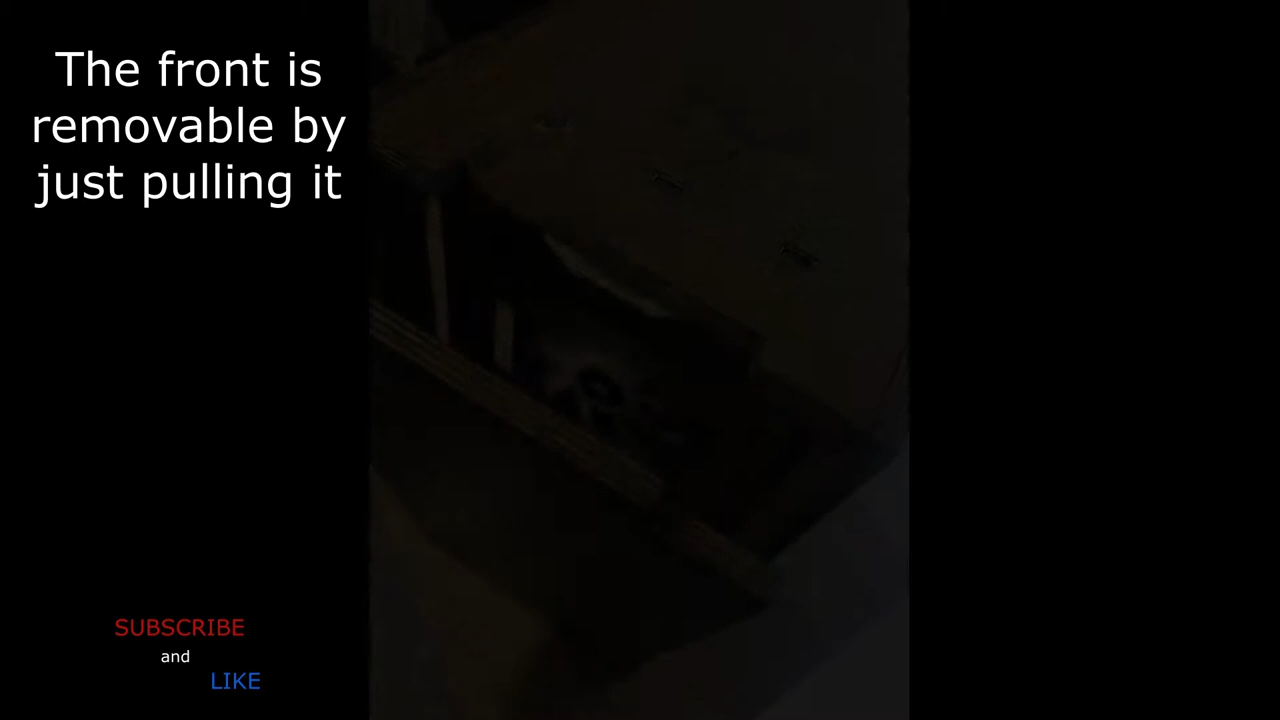 The front is
removable by
just pulling it
SUBSCRIBE
and
LIKE